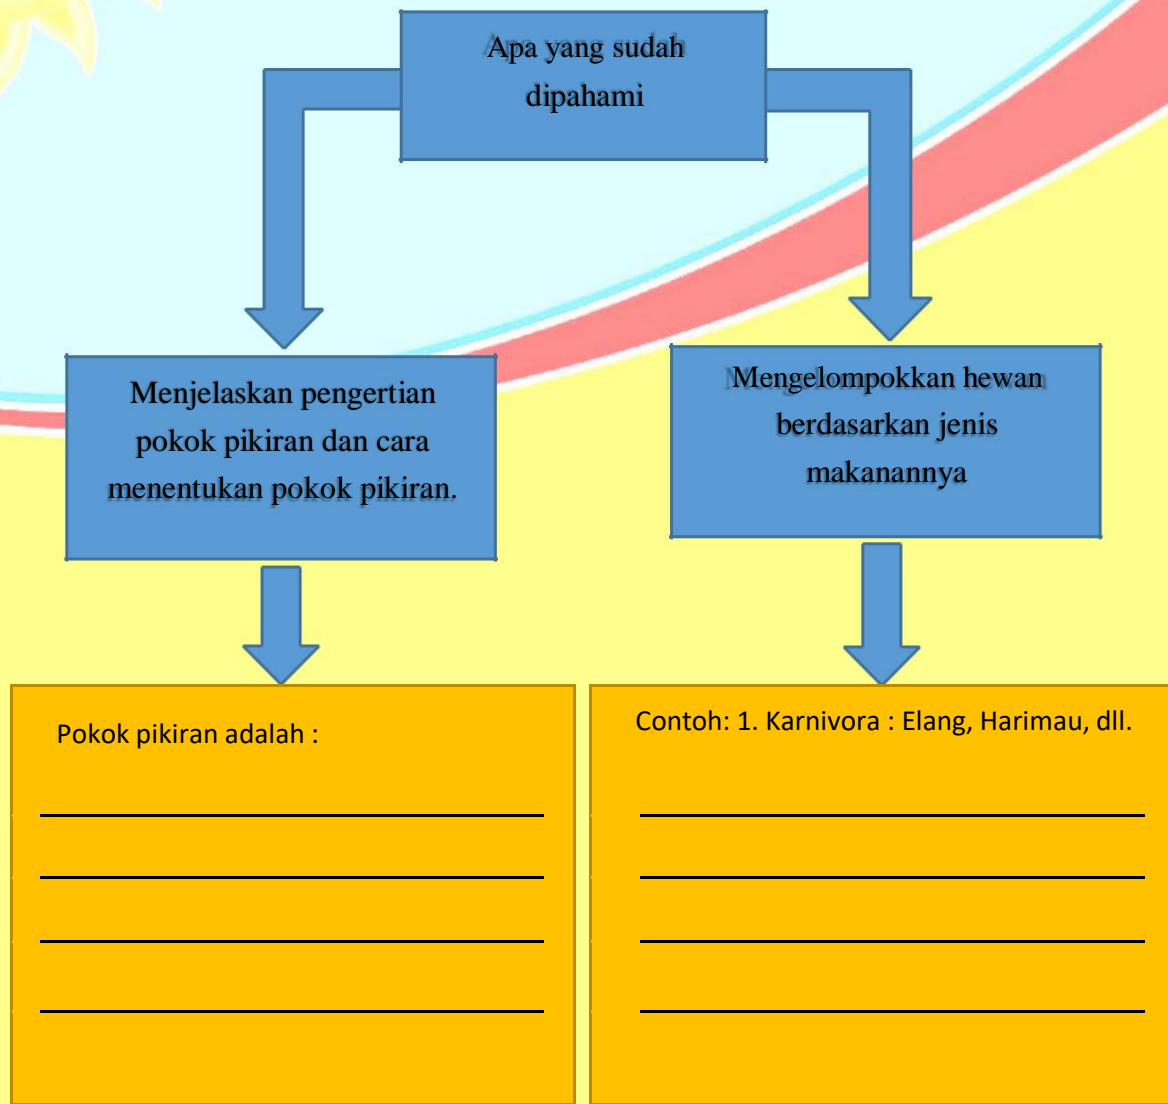 Apa yang sudah
dipahami
Menjelaskan pengertian
pokok pikiran dan cara
menentukan pokok pikiran.
Mengelompokkan hewan
berdasarkan jenis
makanannya
Pokok pikiran adalah :
Contoh: 1. Karnivora : Elang, Harimau, dll.